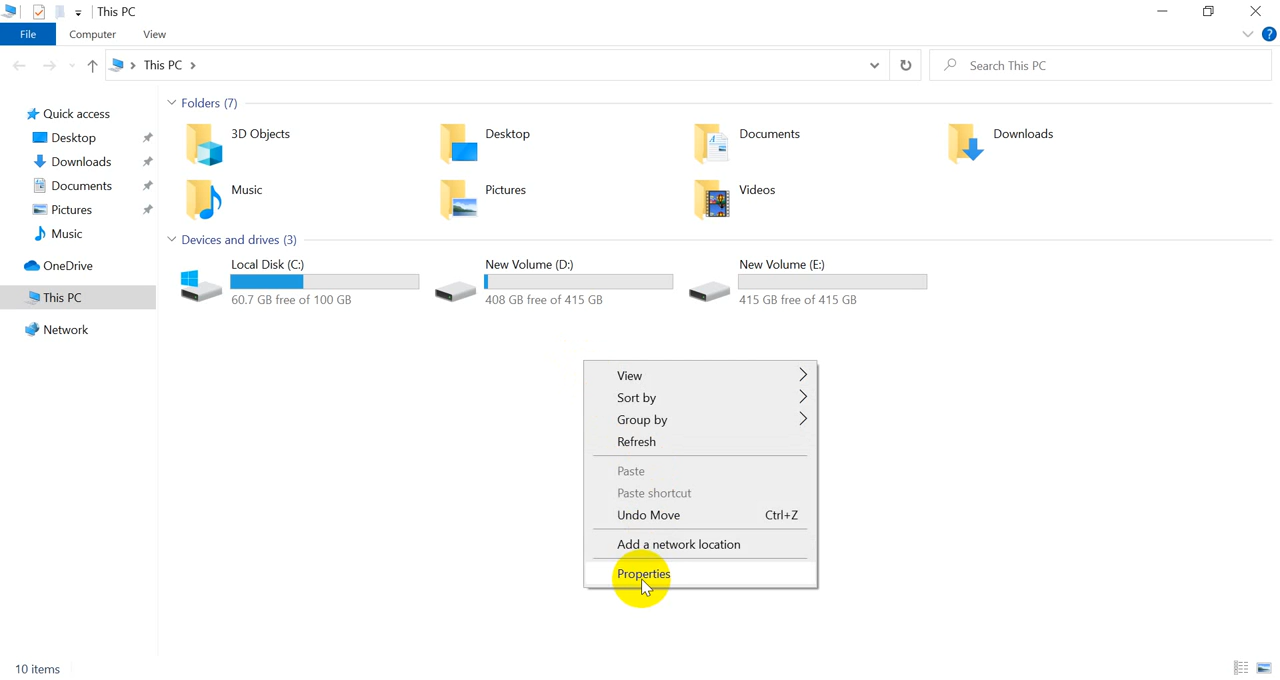 This PC
File Computer View
This PC
Search This PC
Quick access
Desktop
Downloads
Documents
Pictures
Music
OneDrive
This PC
Network
Folders (7)
3D Objects
Desktop
Documents
Downloads
Music
Pictures
Videos
Devices and drives (3)
Local Disk (C:)
60.7 GB free of 100 GB
New Volume (D:)
408 GB free of 415 GB
New Volume (E:)
415 GB free of 415 GB
View
Sort by
Group by
Refresh
Paste
Paste shortcut
Undo Move Ctrl+Z
Add a network location
Properties
10 items